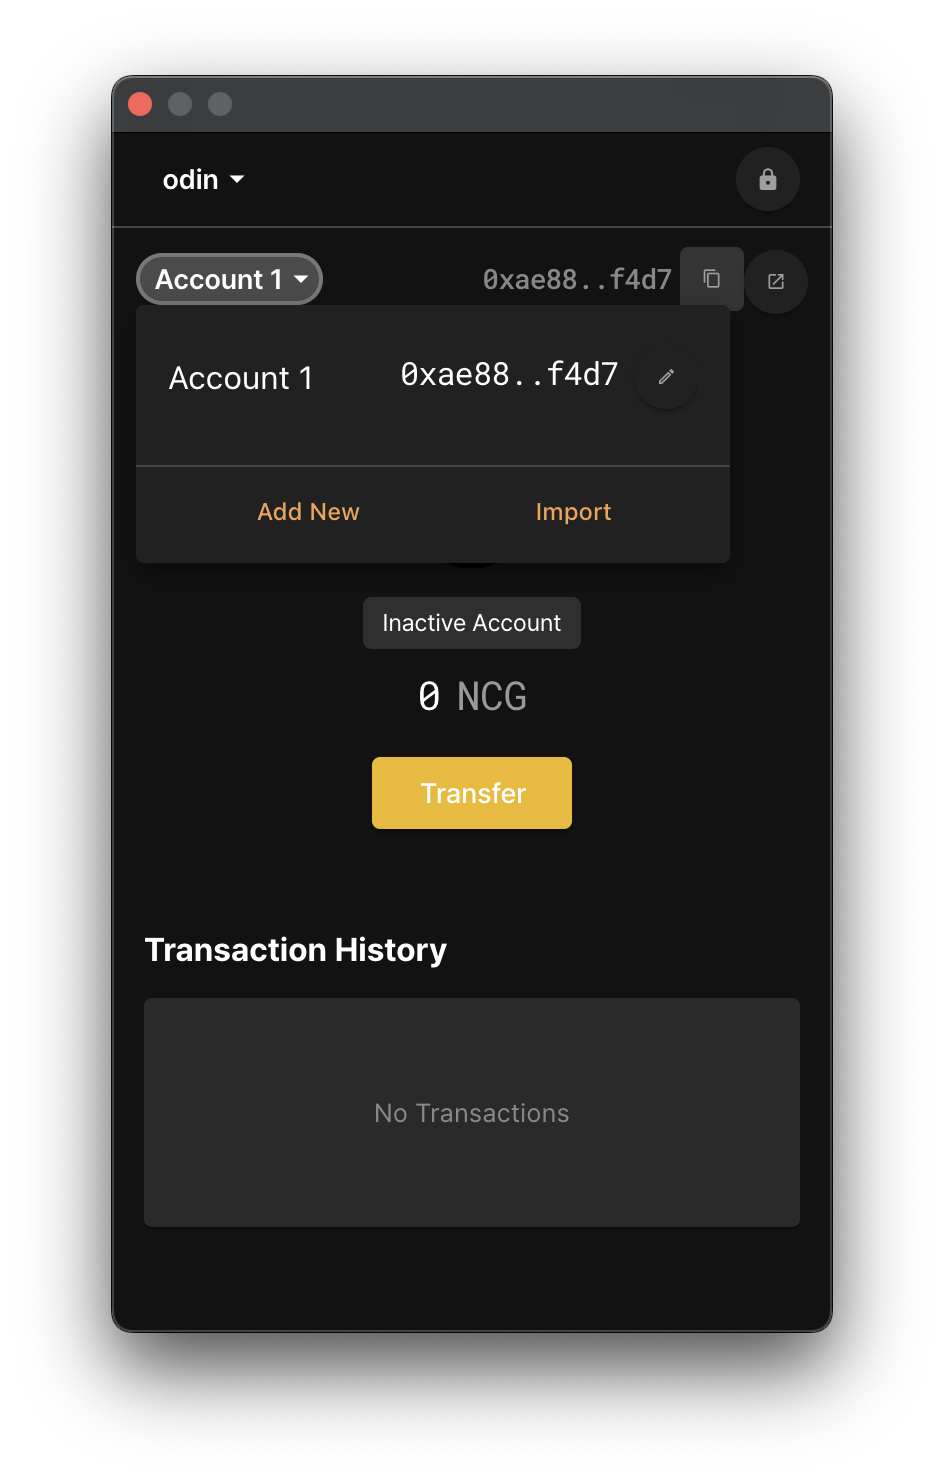 odin
Account 1 0xae88..f4d7
Account 1 0xae88..f4d7
Add New Import
Inactive Account
0 NCG
Transfer
Transaction History
No Transactions